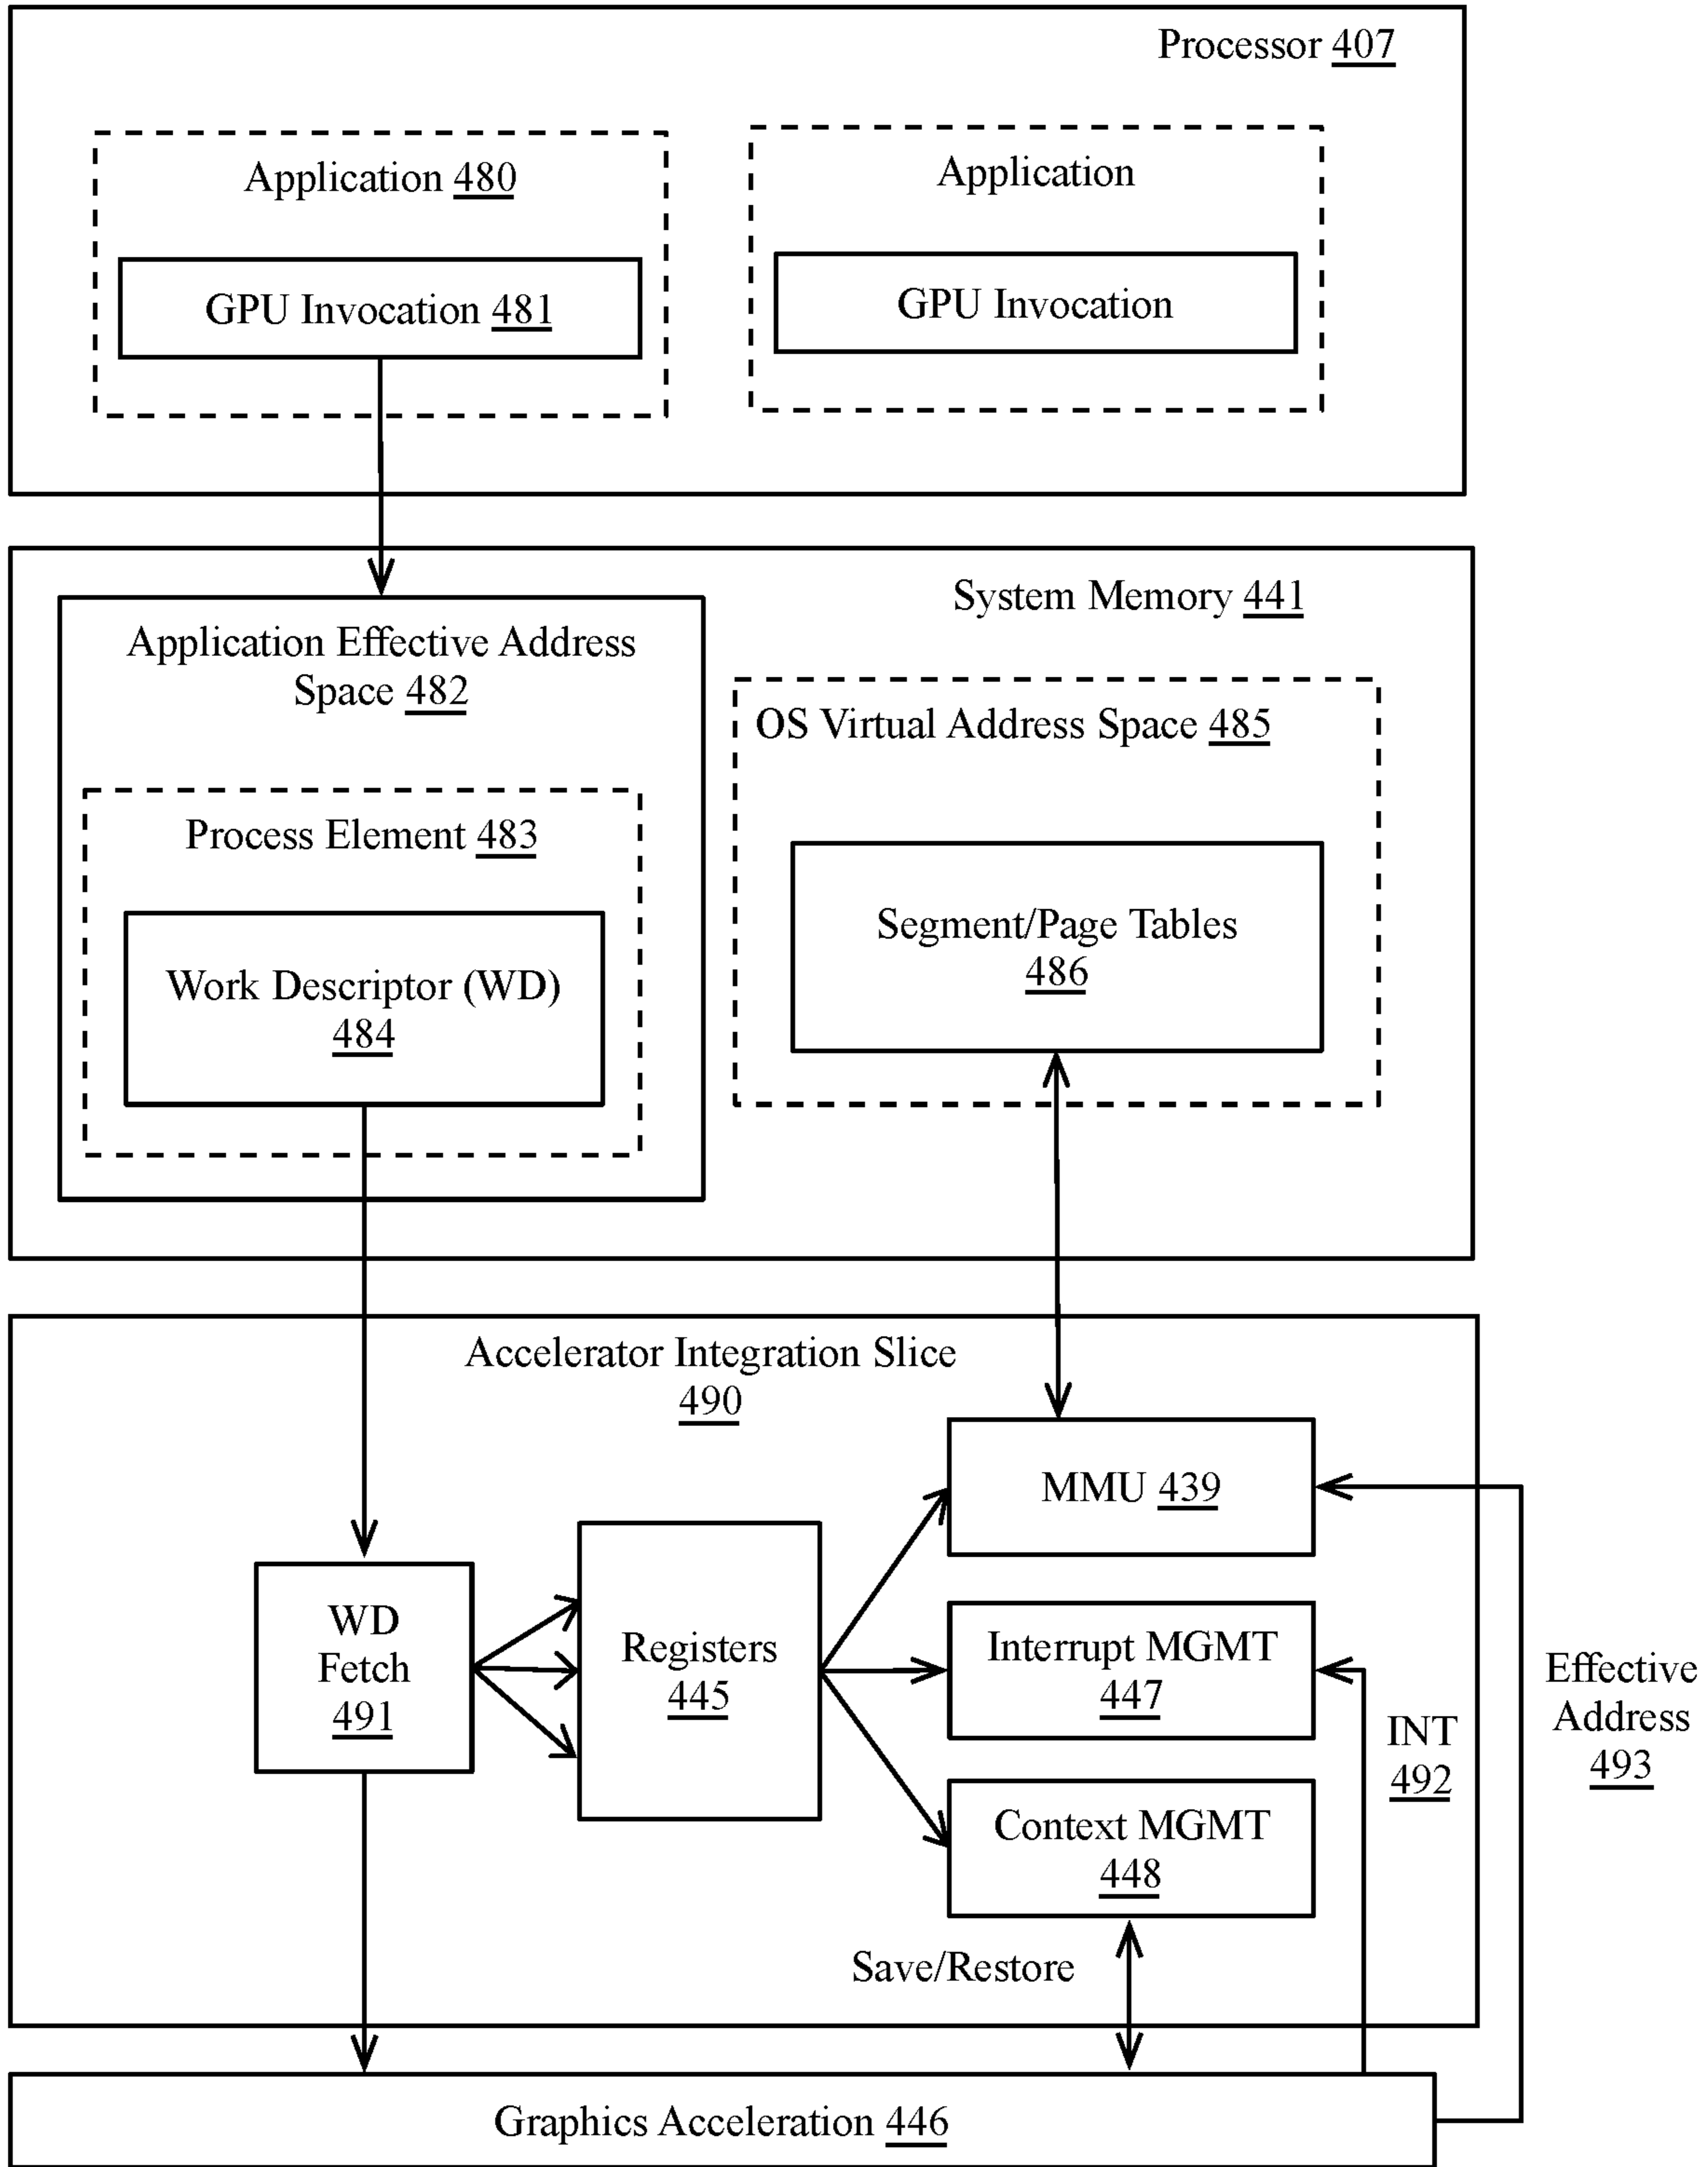 Processor 407
Application 480
Application
GPU Invocation 481
GPU Invocation
System Memory 441
Application Effective Address
Space 482
OS Virtual Address Space 485
Process Element 483
Segment/Page Tables
486
Work Descriptor (WD)
484
Accelerator Integration Slice
490
MMU 439
WD
Fetch
491
Registers
445
Interrupt MGMT
447
Effective
Address
493
INT
492
Context MGMT
448
Save/Restore
Graphics Acceleration 446